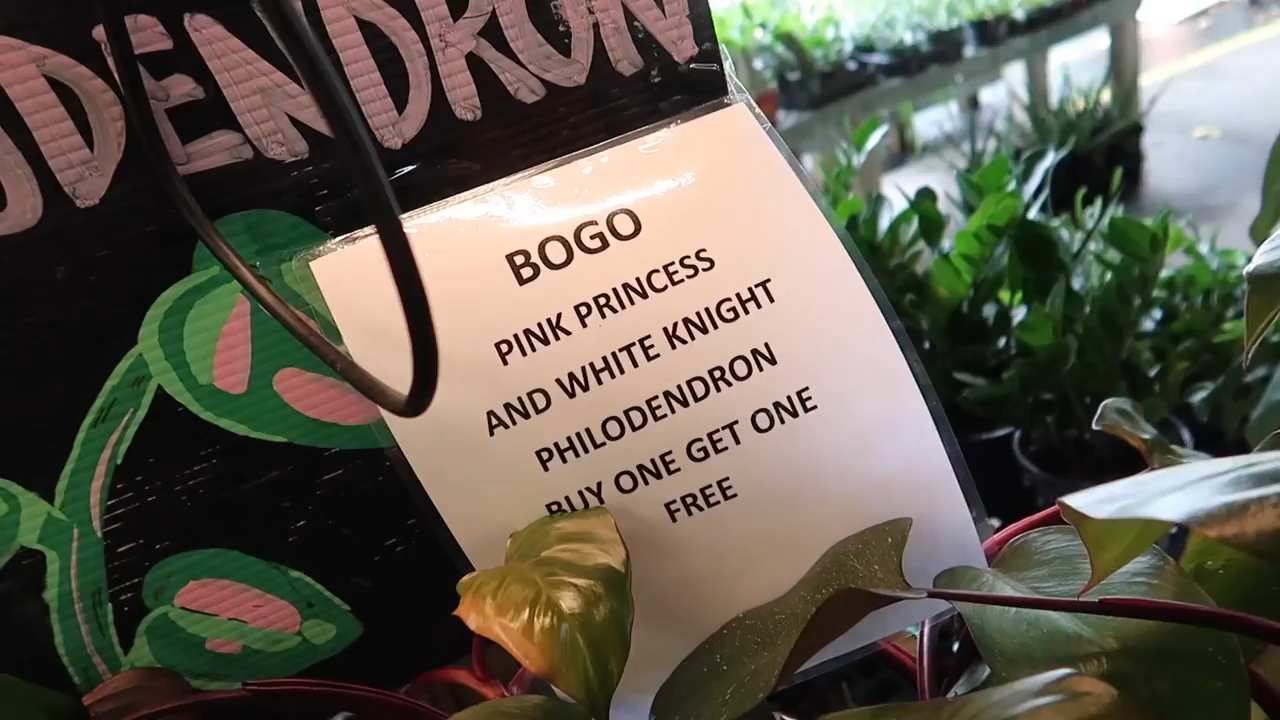 DENDRON
BOGO
PINK PRINCESS
AND WHITE KNIGHT
PHILODENDRON
BUY ONE GET ONE
FREE